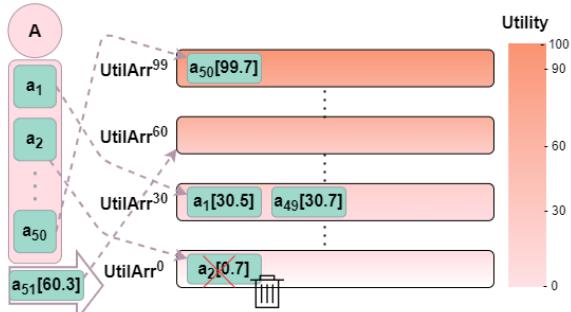 Utility
A
UtilArr99
a50[99.7]
100
90
a1
UtilArr60
a2
60
UtilArr30
a1[30.5]
a49[30.7]
30
a50
UtilArr0
a2[0.7]
a51[60.3]
0